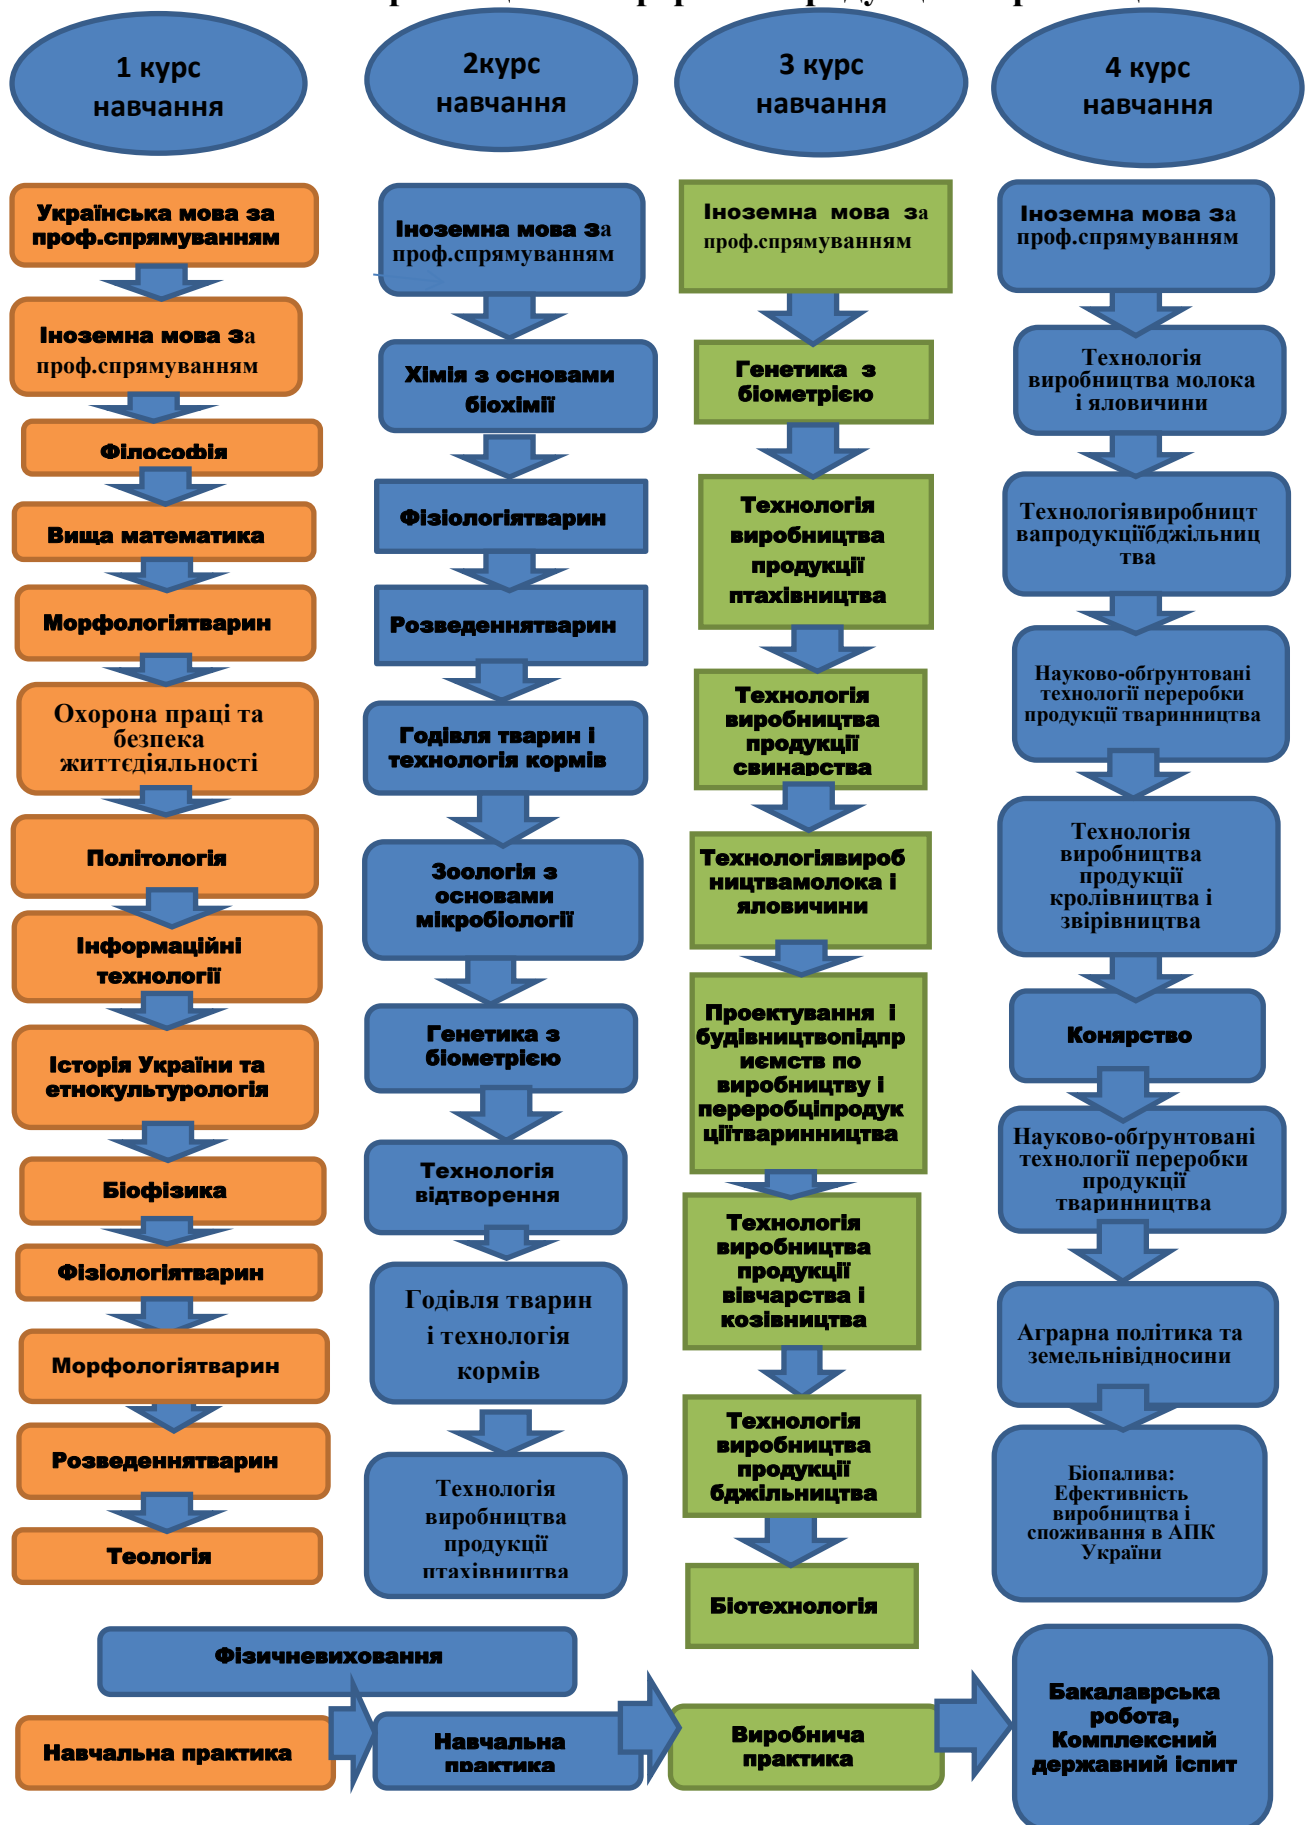 1 курс
навчання
2курс
навчання
3 курс
навчання
4 курс
навчання
Українська мова за
проф.спрямуванням
Іноземна мова за
проф.спрямуванням
Філософія
Вища математика
Морфологіятварин
Охорона праці та
безпека
життєдіяльності
Політологія
Інформаційні
технології
Історія України та
етнокультурологія
Біофізика
Фізіологіятварин
Морфологіятварин
Розведеннятварин
Теологія
Іноземна мова за
проф.спрямуванням
Хімія з основами
біохімії
Фізіологіятварин
Розведеннятварин
Годівля тварин і
технологія кормів
Зоологія з
основами
мікробіології
Генетика з
біометрією
Технологія
відтворення
Годівля тварин
і технологія
кормів
Технологія
виробництва
продукції
птахівництва
Іноземна мова за
проф.спрямуванням
Генетика з
біометрією
Технологія
виробництва
продукції
птахівництва
Технологія
виробництва
продукції
свинарства
Технологіявироб
ництвамолока і
яловичини
Проектування і
будівництвопідпр
иємств по
виробництву і
переробціпродук
ціїтваринництва
Технологія
виробництва
продукції
вівчарства і
козівництва
Технологія
виробництва
продукції
бджільництва
Біотехнологія
Іноземна мова за
проф.спрямуванням
Технологія
виробництва молока
і яловичини
Технологіявиробницт
вапродукціїбджільниц
тва
Науково-обґрунтовані
технології переробки
продукції тваринництва
Технологія
виробництва
продукції
кролівництва і
звірівництва
Конярство
Науково-обґрунтовані
технології переробки
продукції
тваринництва
Аграрна політика та
земельнівідносини
Біопалива:
Ефективність
виробництва і
споживання в АПК
України
Фізичневиховання
Навчальна практика
Навчальна
практика
Виробнича
практика
Бакалаврська
робота,
Комплексний
державний іспит